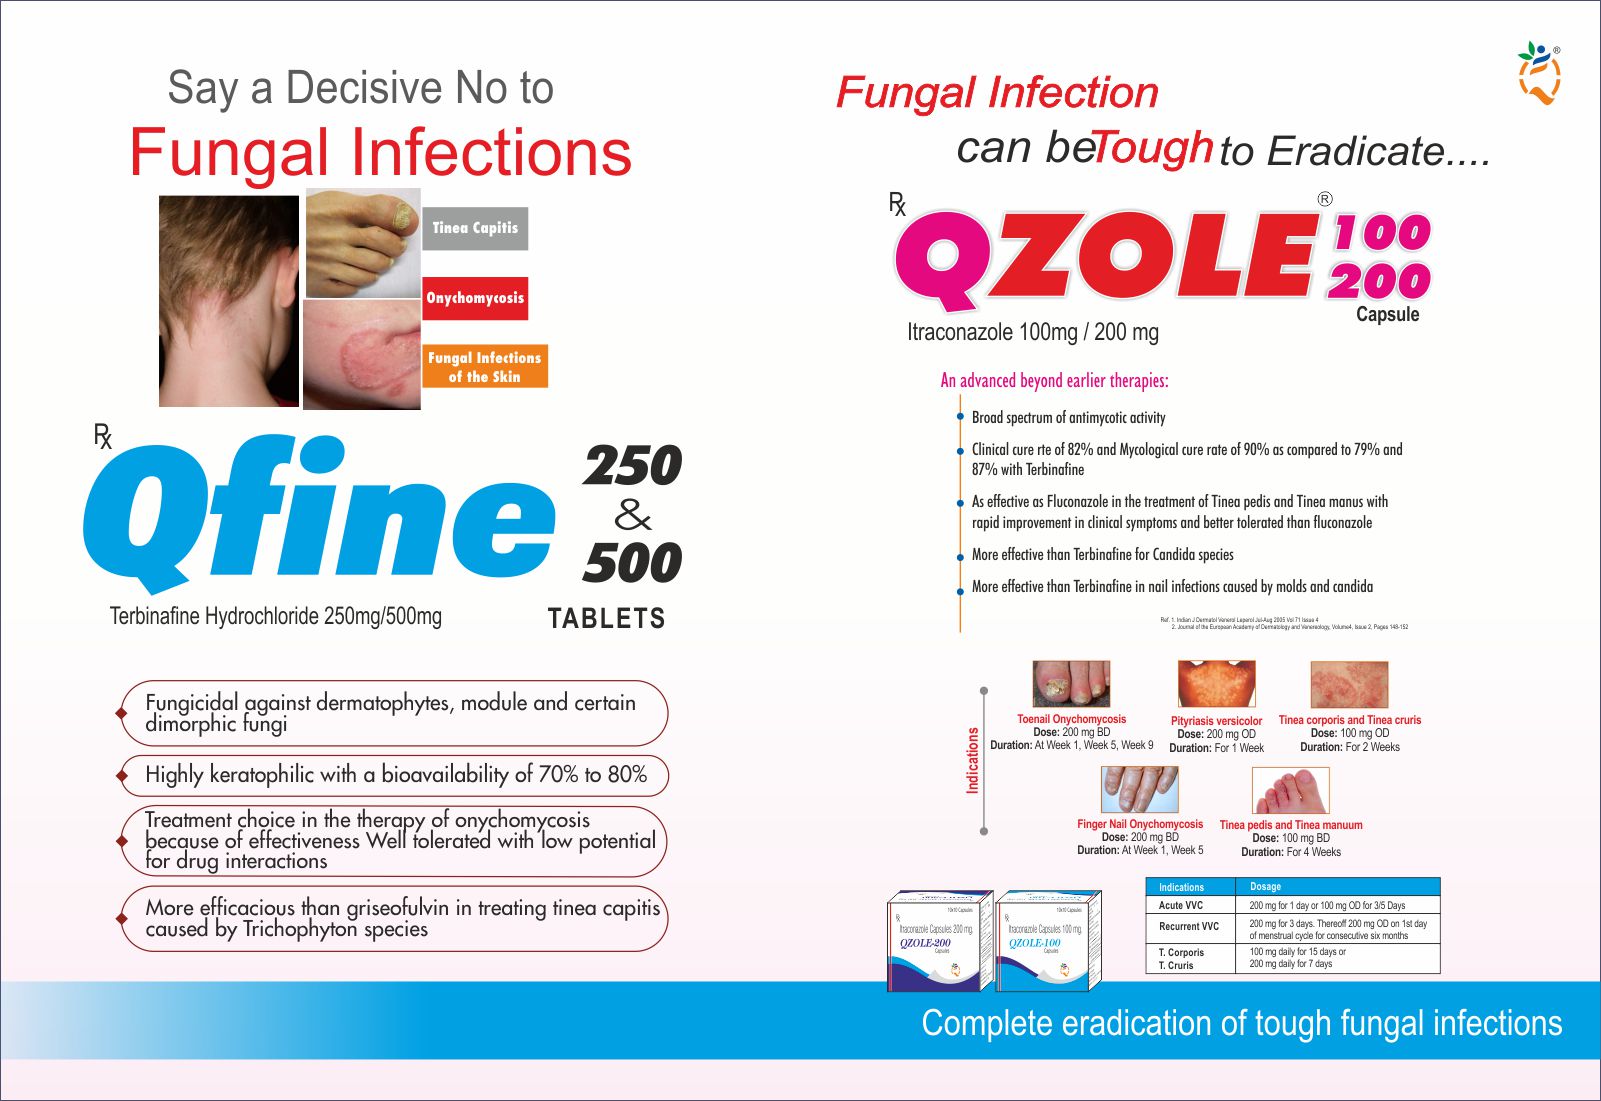 Say a Decisive No to
Fungal Infections
Tinea Capitis
Onychomycosis
Fungal Infections
of the Skin
Rx
Qfine
250
&
500
Terbinafine Hydrochloride 250mg/500mg
TABLETS
Fungicidal against dermatophytes, module and certain
dimorphic fungi
Highly keratophilic with a bioavailability of 70% to 80%
Treatment choice in the therapy of onychomycosis
because of effectiveness Well tolerated with low potential
for drug interactions
More efficacious than griseofulvin in treating tinea capitis
caused by Trichophyton species
®
Fungal Infection
can beTough to Eradicate....
Rx
QZOLE®
100
200
Capsule
Itraconazole 100mg / 200 mg
An advanced beyond earlier therapies:
Broad spectrum of antimycotic activity
Clinical cure rte of 82% and Mycological cure rate of 90% as compared to 79% and
87% with Terbinafine
As effective as Fluconazole in the treatment of Tinea pedis and Tinea manus with
rapid improvement in clinical symptoms and better tolerated than fluconazole
More effective than Terbinafine for Candida species
More effective than Terbinafine in nail infections caused by molds and candida
Ref. 1. Indian J Dermatol Venerol Leperol Jul-Aug 2005 Vol 71 Issue 4
2. Journal of the European Academy of Dermatology and Venereology, Volume4, Issue 2, Pages 148-152
Indications
Toenail Onychomycosis
Dose: 200 mg BD
Duration: At Week 1, Week 5, Week 9
Pityriasis versicolor
Dose: 200 mg OD
Duration: For 1 Week
Tinea corporis and Tinea cruris
Dose: 100 mg OD
Duration: For 2 Weeks
Finger Nail Onychomycosis
Dose: 200 mg BD
Duration: At Week 1, Week 5
Tinea pedis and Tinea manuum
Dose: 100 mg BD
Duration: For 4 Weeks
10x10 Capsules
Rx
Itraconazole Capsules 200 mg.
QZOLE-200
Capsules
10x10 Capsules
Rx
Itraconazole Capsules 100 mg.
QZOLE-100
Capsules
Indications Dosage
Acute VVC 200 mg for 1 day or 100 mg OD for 3/5 Days
Recurrent VVC 200 mg for 3 days. Thereoff 200 mg OD on 1st day
of menstrual cycle for consecutive six months
T. Corporis 100 mg daily for 15 days or
T. Cruris 200 mg daily for 7 days
Complete eradication of tough fungal infections